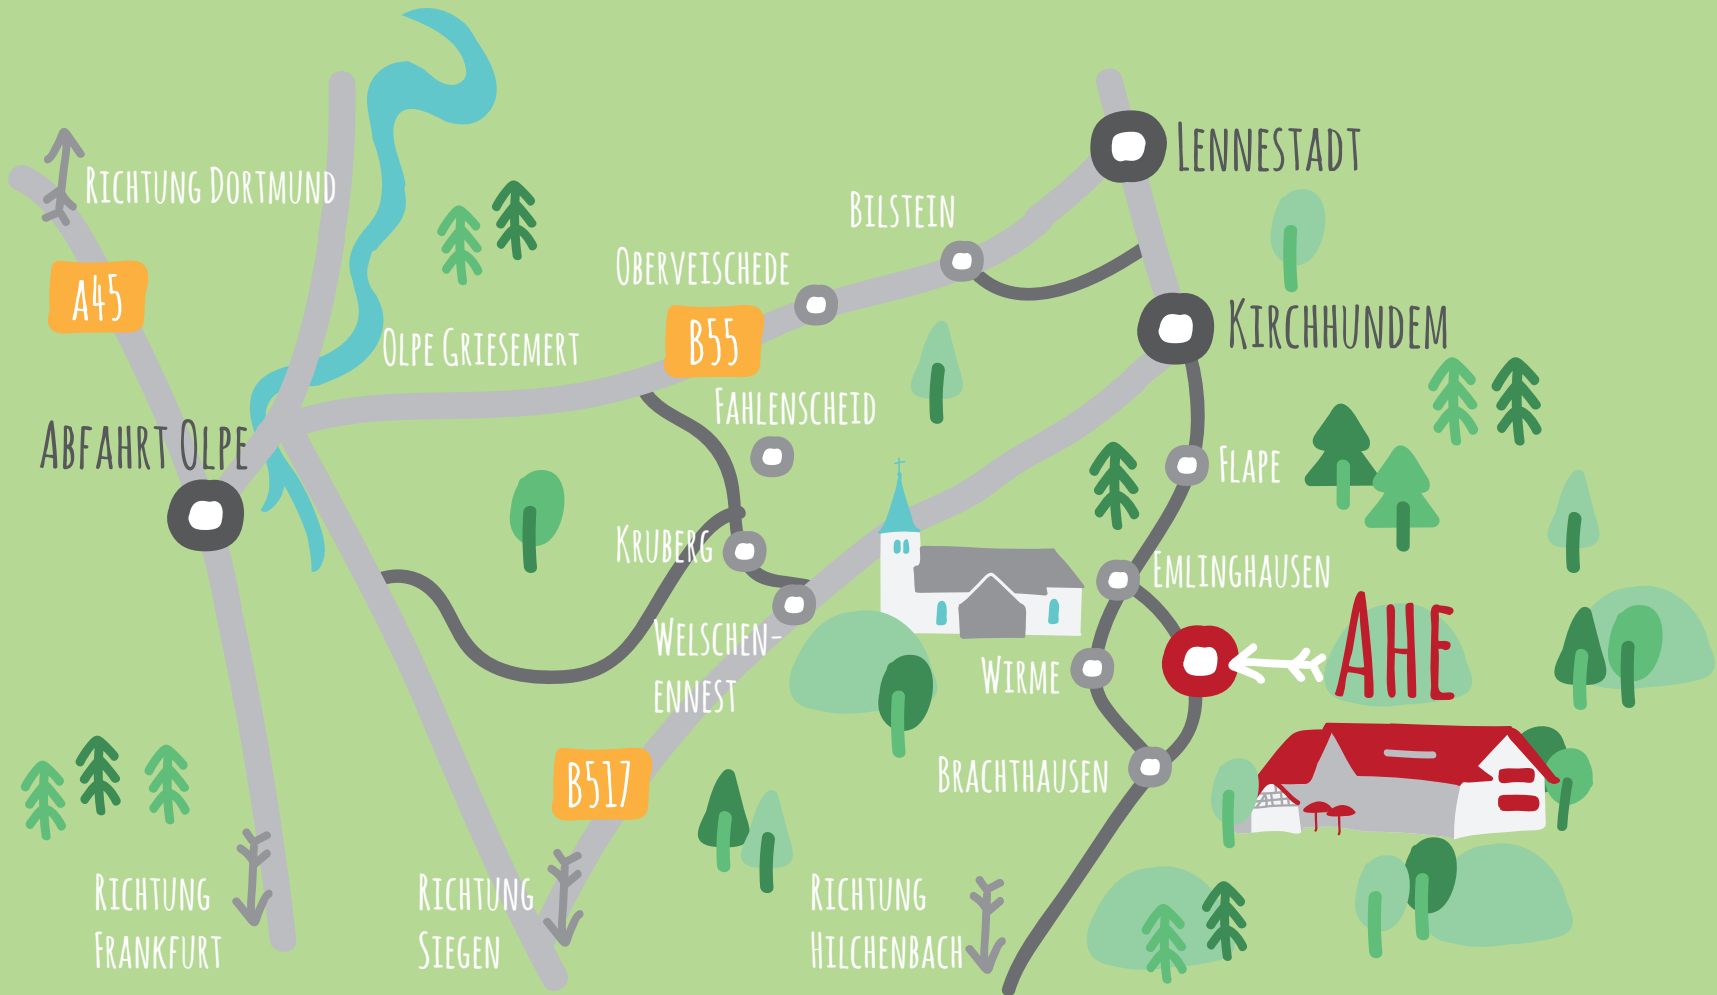 Lennestadt
Richtung Dortmund
Bilstein
Oberveischede
A45
Kirchhundem
Olpe Griesemert
B55
Fahlenscheid
Abfahrt Olpe
Flape
Kruberg
Emlinghausen
Welschen-
ennest
Ahe
Wirme
B517
Brachthausen
Richtung
Frankfurt
Richtung
Siegen
Richtung
Hilchenbach